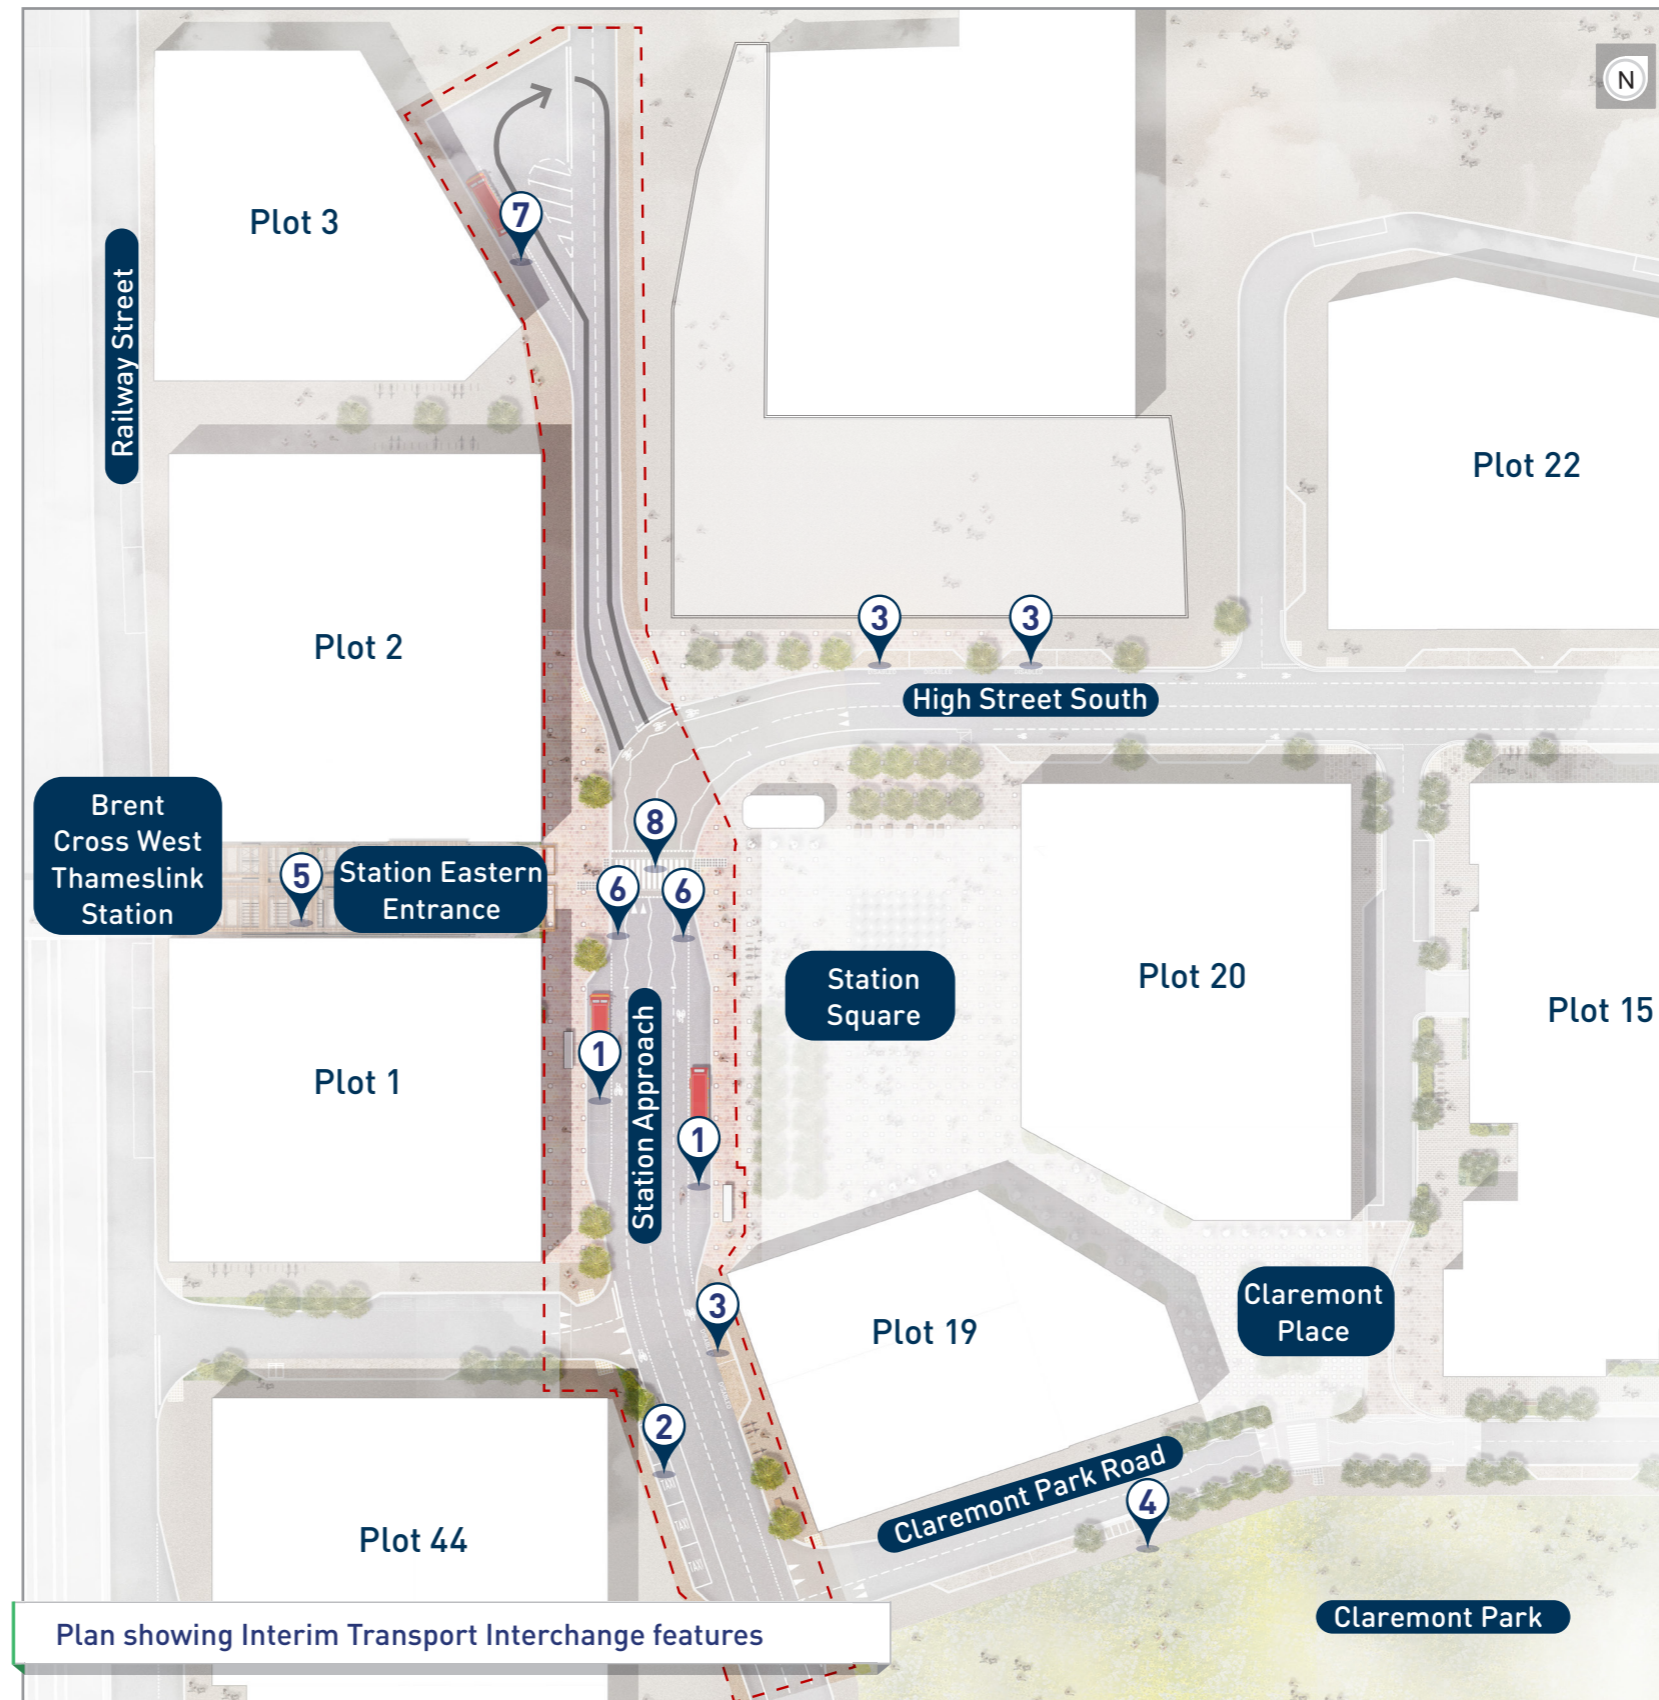 N
Plot 3
7
Railway Street
Plot 22
3
3
Plot 2
High Street South
Brent
Cross West
Thameslink
Station
8
5
Station Eastern
Entrance
6
6
Station
Square
Plot 20
Plot 15
1
Station Approach
Plot 1
1
3
Claremont
Place
Plot 19
2
Claremont Park Road
4
Plot 44
TAXI
TAXI
TAXI
Claremont Park
Plan showing Interim Transport Interchange features